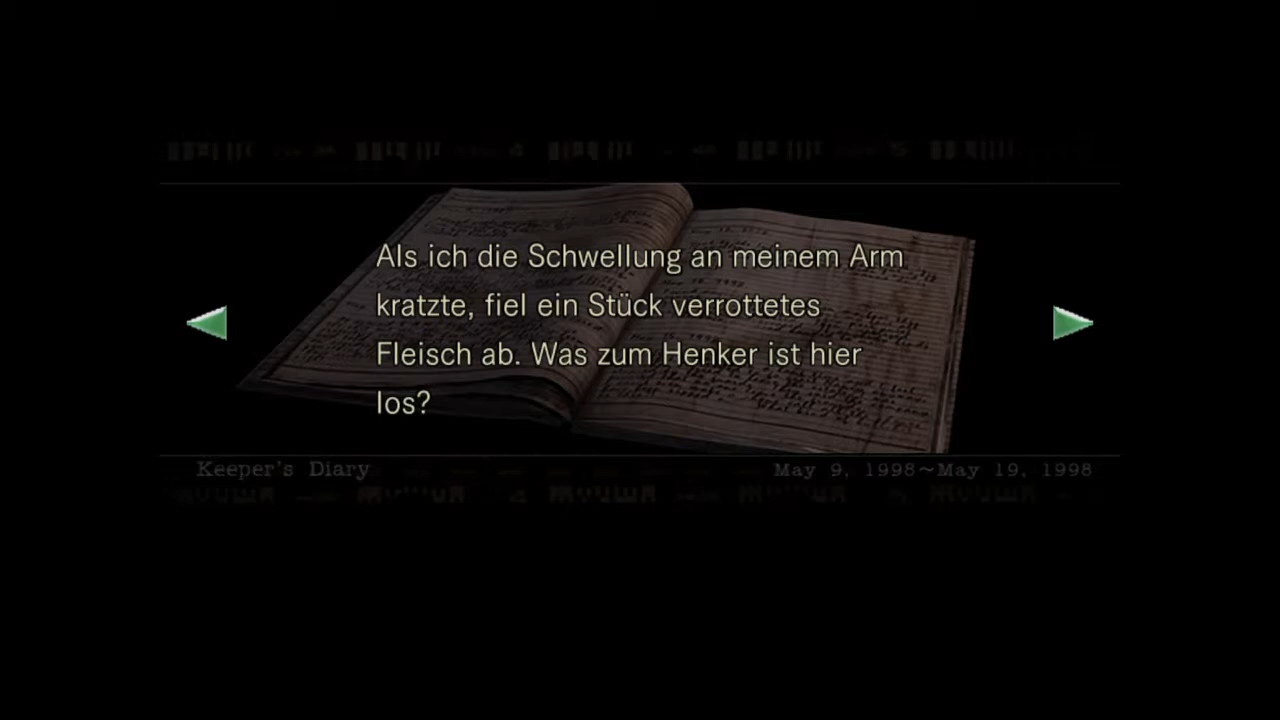 Als ich die Schwellung an meinem Arm
kratzte, fiel ein Stück verrottetes
Fleisch ab. Was zum Henker ist hier
los?
Keeper's Diary
May 9, 1998~May 19, 1998